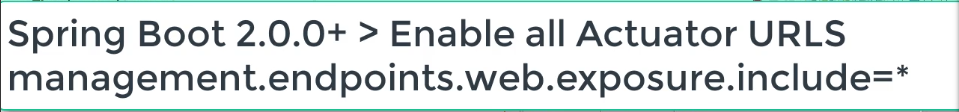 Spring Boot 2.0.0+ > Enable all Actuator URLS
management.endpoints.web.exposure.include=*